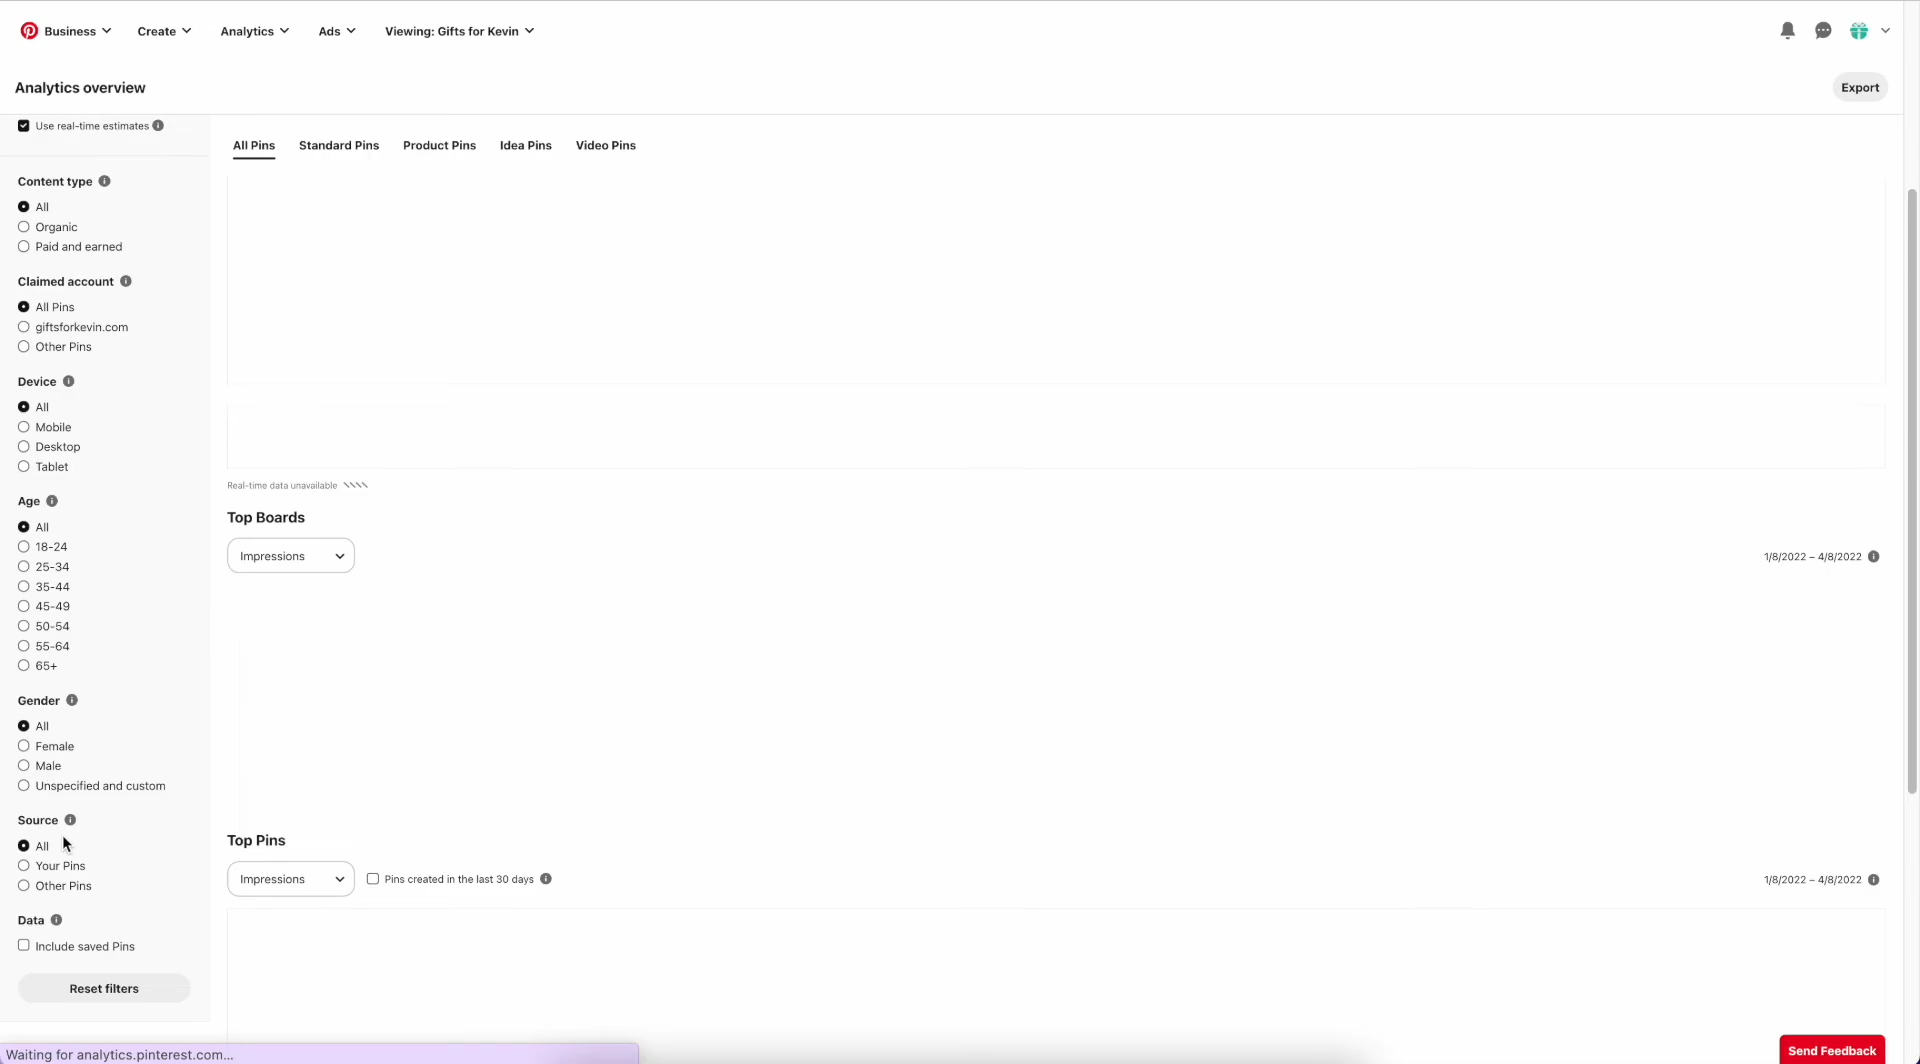 Business Create Analytics Ads Viewing: Gifts for Kevin
Analytics overview
Export
Use real-time estimates
Content type
All
Organic
Paid and earned
Claimed account
All Pins
giftsforkevin.com
Other Pins
Device
All
Mobile
Desktop
Tablet
Age
All
18-24
25-34
35-44
45-49
50-54
55-64
65+
Gender
All
Female
Male
Unspecified and custom
Source
All
Your Pins
Other Pins
Data
Include saved Pins
Reset filters
All Pins Standard Pins Product Pins Idea Pins Video Pins
Real-time data unavailable
Top Boards
Impressions
1/8/2022 – 4/8/2022
Top Pins
Impressions
Pins created in the last 30 days
1/8/2022 – 4/8/2022
Waiting for analytics.pinterest.com...
Send Feedback